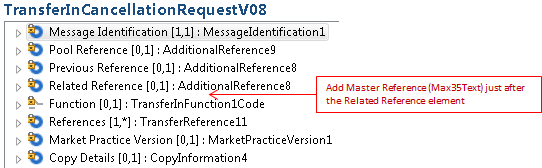 TransferInCancellationRequestV08
Message Identification [1,1] : MessageIdentification1
Pool Reference [0,1] : AdditionalReference9
Previous Reference [0,1] : AdditionalReference8
Related Reference [0,1] : AdditionalReference8
Function [0,1] : TransferInFunction1Code
References [1,*] : TransferReference11
Market Practice Version [0,1] : MarketPracticeVersion1
Copy Details [0,1] : CopyInformation4
Add Master Reference (Max35Text) just after
the Related Reference element